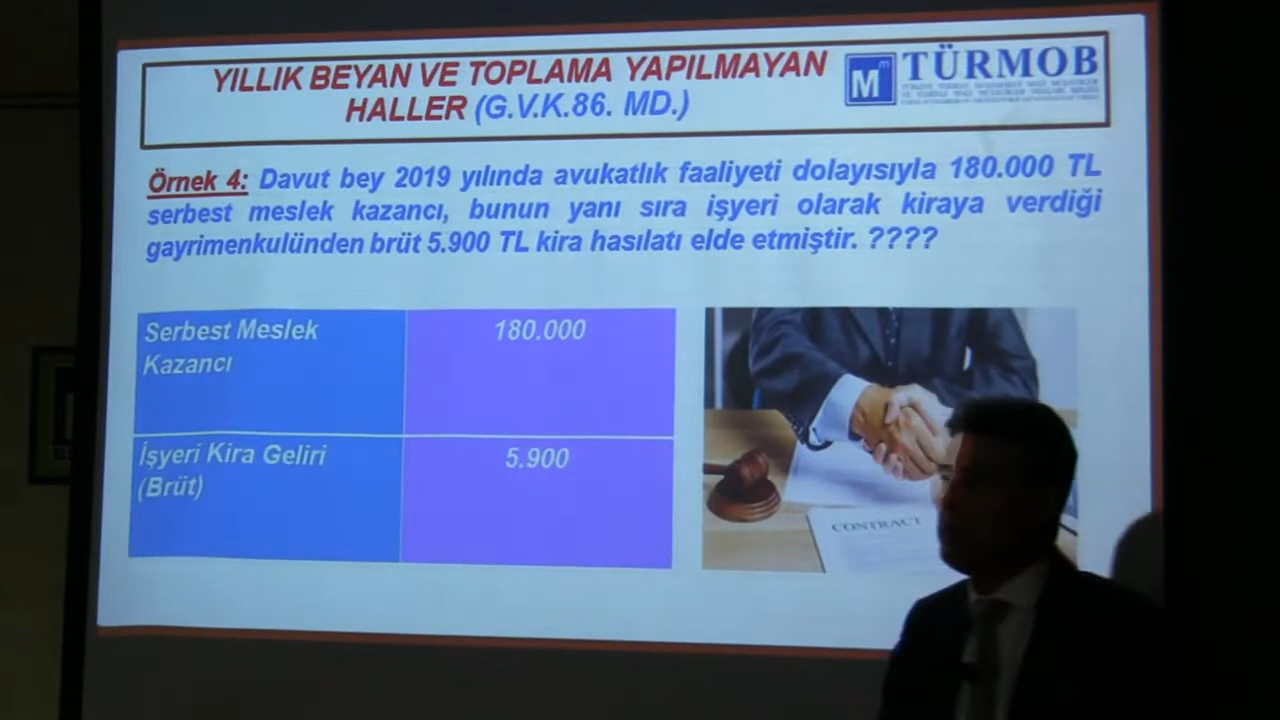 YILLIK BEYAN VE TOPLAMA YAPILMAYAN
HALLER (G.V.K.86. MD.)
M
m
TÜRMOB
Örnek 4: Davut bey 2019 yılında avukatlık faaliyeti dolayısıyla 180.000 TL
serbest meslek kazancı, bunun yanı sıra işyeri olarak kiraya verdiği
gayrimenkulünden brüt 5.900 TL kira hasılatı elde etmiştir. ????
Serbest Meslek
Kazancı
180.000
İşyeri Kira Geliri
(Brüt)
5.900
CONTRACT